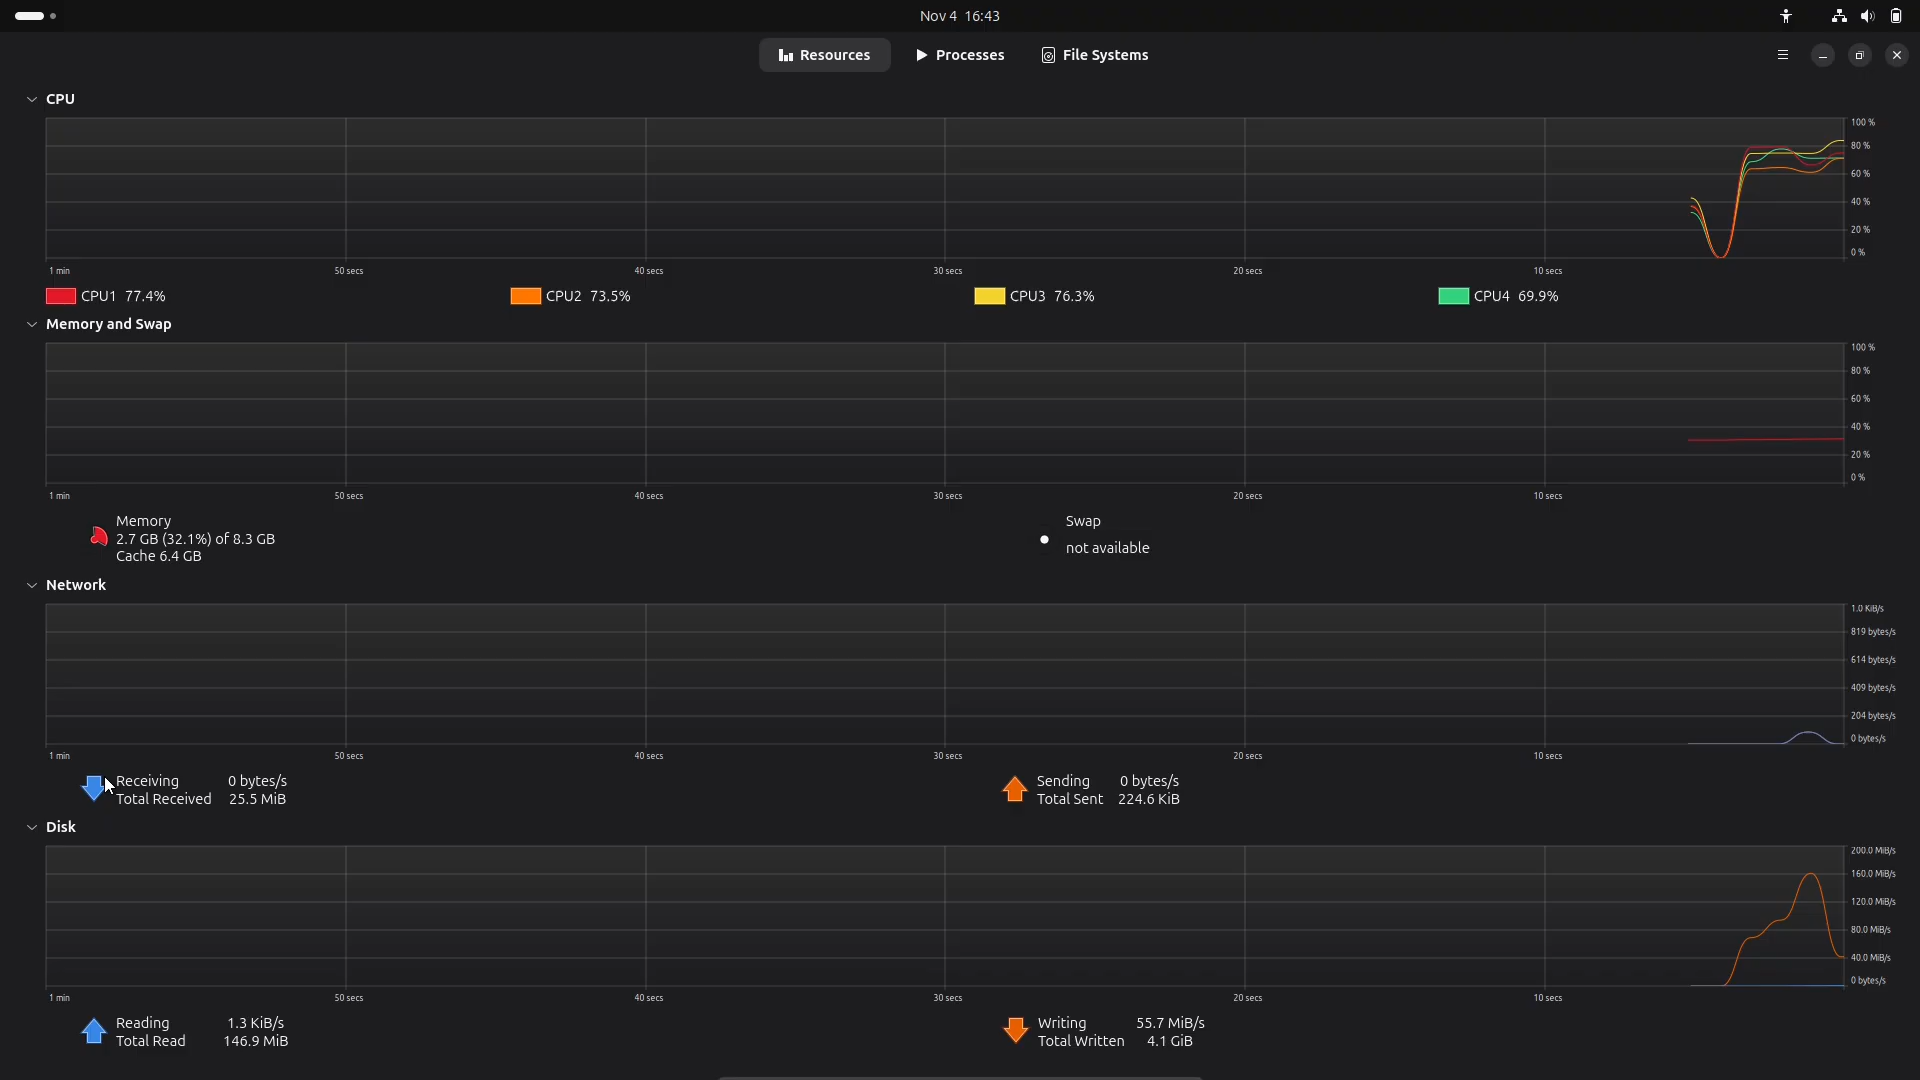 Nov 4 16:43
Resources Processes File Systems
CPU
100 %
80 %
60 %
40 %
20 %
0 %
1 min 50 secs 40 secs 30 secs 20 secs 10 secs
CPU1 77.4% CPU2 73.5% CPU3 76.3% CPU4 69.9%
Memory and Swap
100 %
80 %
60 %
40 %
20 %
0 %
1 min 50 secs 40 secs 30 secs 20 secs 10 secs
Memory Swap
2.7 GB (32.1%) of 8.3 GB not available
Cache 6.4 GB
Network
1.0 KiB/s
819 bytes/s
614 bytes/s
409 bytes/s
204 bytes/s
0 bytes/s
1 min 50 secs 40 secs 30 secs 20 secs 10 secs
Receiving 0 bytes/s Sending 0 bytes/s
Total Received 25.5 MiB Total Sent 224.6 KiB
Disk
200.0 MiB/s
160.0 MiB/s
120.0 MiB/s
80.0 MiB/s
40.0 MiB/s
0 bytes/s
1 min 50 secs 40 secs 30 secs 20 secs 10 secs
Reading 1.3 KiB/s Writing 55.7 MiB/s
Total Read 146.9 MiB Total Written 4.1 GiB